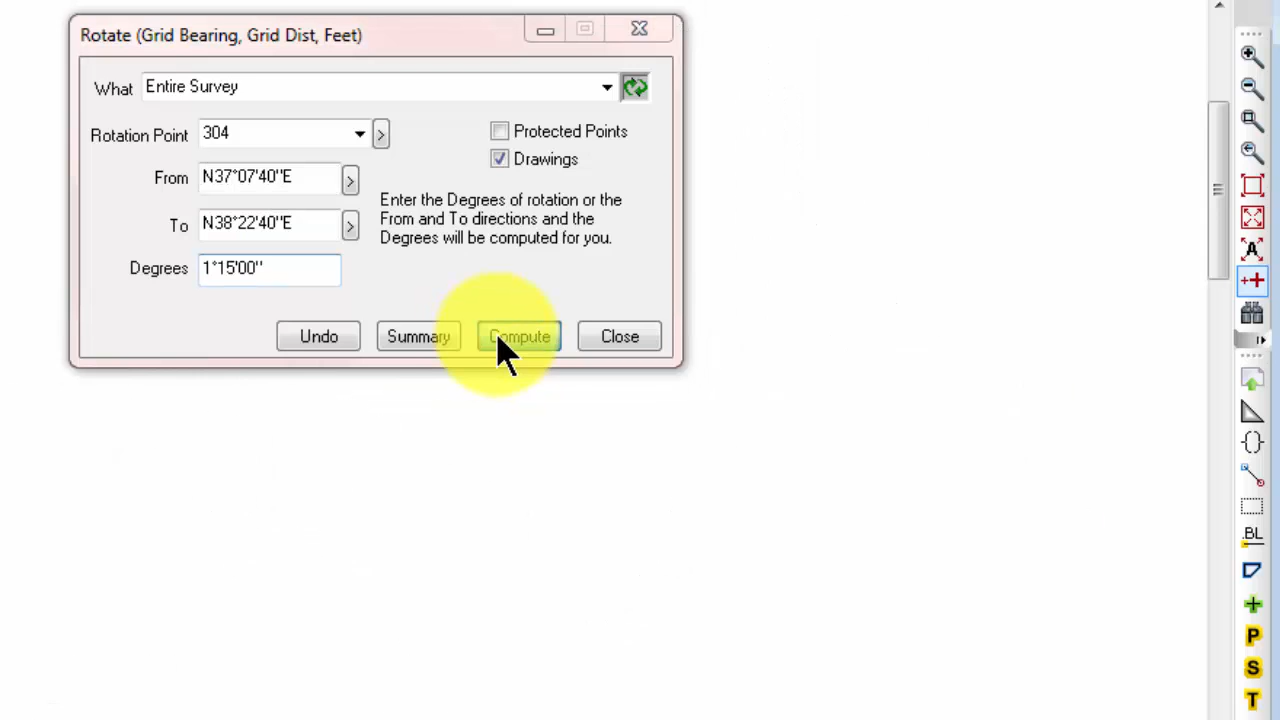 Rotate (Grid Bearing, Grid Dist, Feet)
What Entire Survey
Rotation Point 304 >
Protected Points
Drawings
From N37°07'40"E >
To N38°22'40"E >
Degrees 1°15'00"
Enter the Degrees of rotation or the
From and To directions and the
Degrees will be computed for you.
Undo Summary Compute Close
A
.BL
P
S
T